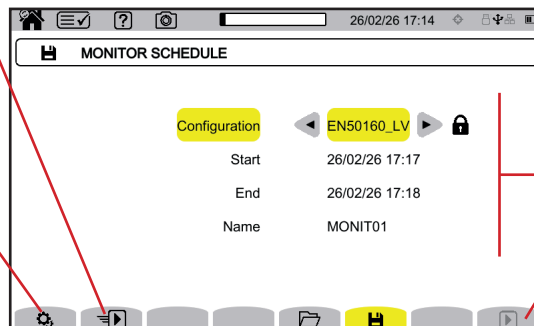 26/02/26 17:14
MONITOR SCHEDULE
Configuration EN50160_LV
Start 26/02/26 17:17
End 26/02/26 17:18
Name MONIT01